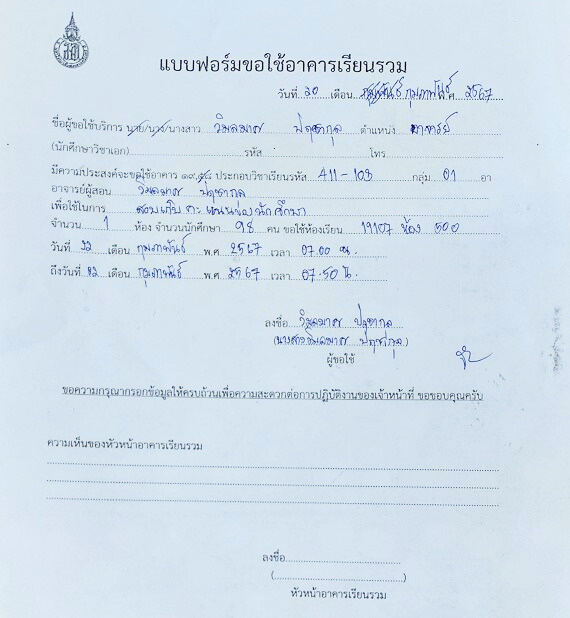 แบบฟอร์มขอใช้อาคารเรียนรวม
วันที่ 20 เดือน กุมภาพันธ์ พ.ศ. 2567
ชื่อผู้ขอใช้บริการ นาย/นาง/นางสาว วิมลมาศ ปฤชากุล ตำแหน่ง อาจารย์
(นักศึกษาวิชาเอก) รหัส โทร
มีความประสงค์จะขอใช้อาคาร ๑๙,๕๘ ประกอบวิชาเรียนรหัส 411-103 กลุ่ม 01 อา
อาจารย์ผู้สอน วิมลมาศ ปฤชากุล
เพื่อใช้ในการ สอบเก็บคะแนนของนักศึกษา
จำนวน 1 ห้อง จำนวนนักศึกษา 98 คน ขอใช้ห้องเรียน 19107 ห้อง 500
วันที่ 22 เดือน กุมภาพันธ์ พ.ศ. 2567 เวลา 07.00 น.
ถึงวันที่ 22 เดือน กุมภาพันธ์ พ.ศ. 2567 เวลา 07.50 น.
ลงชื่อ วิมลมาศ ปฤชากุล
(นางสาววิมลมาศ ปฤชากุล)
ผู้ขอใช้
ขอความกรุณากรอกข้อมูลให้ครบถ้วนเพื่อความสะดวกต่อการปฏิบัติงานของเจ้าหน้าที่ ขอขอบคุณครับ
ความเห็นของหัวหน้าอาคารเรียนรวม
ลงชื่อ
(                    )
หัวหน้าอาคารเรียนรวม